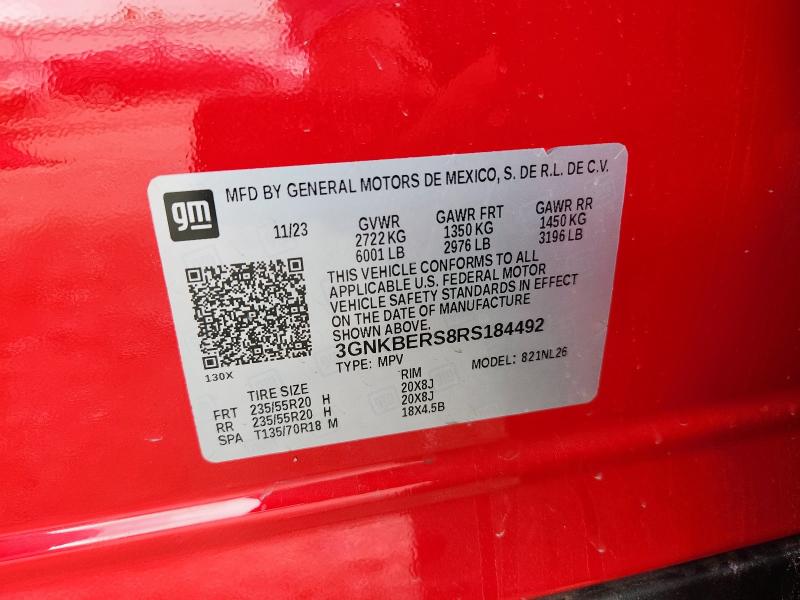 gm MFD BY GENERAL MOTORS DE MEXICO, S. DE R.L. DE C.V.
11/23 GVWR GAWR FRT GAWR RR
2722 KG 1350 KG 1450 KG
6001 LB 2976 LB 3196 LB
THIS VEHICLE CONFORMS TO ALL
APPLICABLE U.S. FEDERAL MOTOR
VEHICLE SAFETY STANDARDS IN EFFECT
ON THE DATE OF MANUFACTURE
SHOWN ABOVE.
3GNKBERS8RS184492
130X TYPE: MPV MODEL: 821NL26
TIRE SIZE RIM
FRT 235/55R20 H 20X8J
RR 235/55R20 H 20X8J
SPA T135/70R18 M 18X4.5B